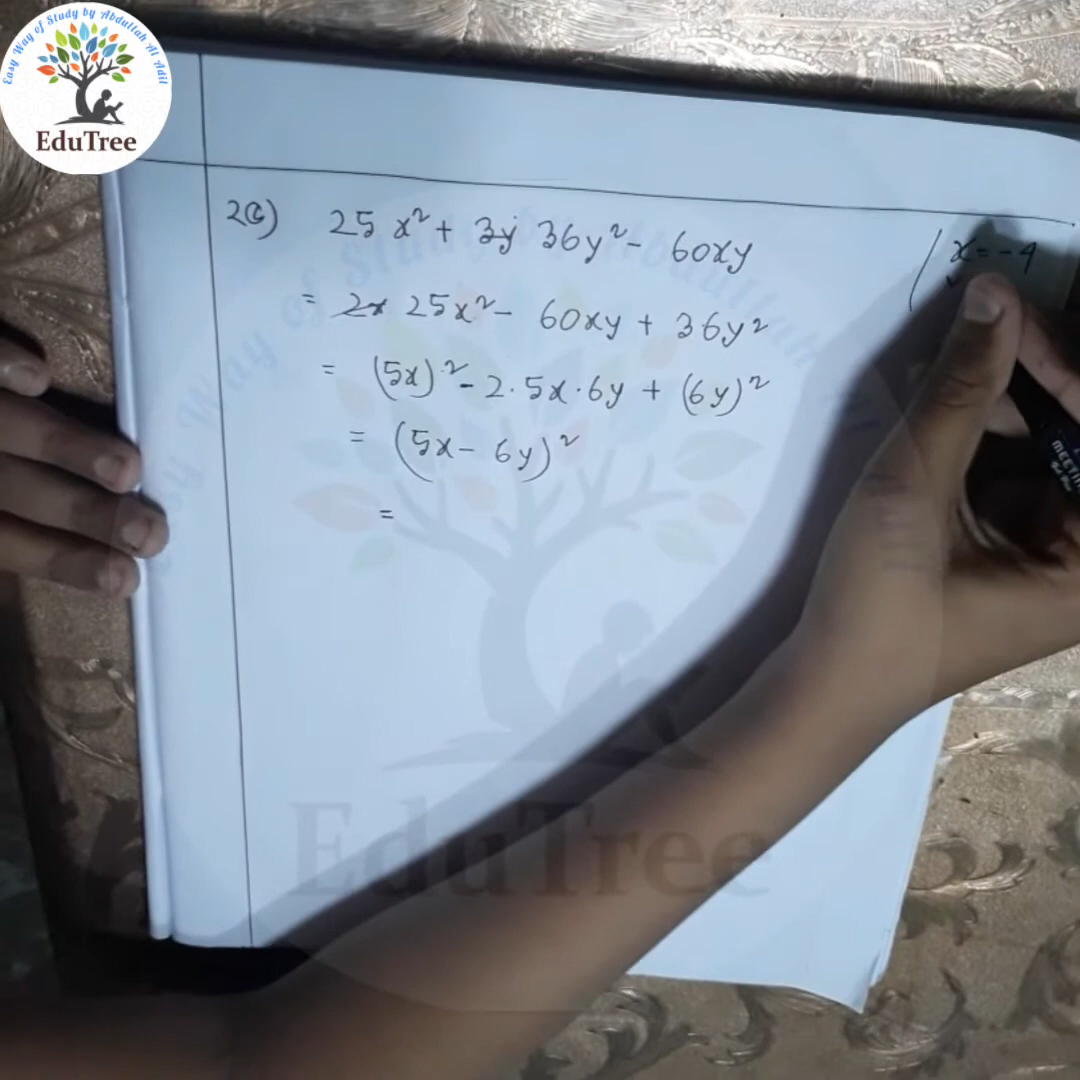 Easy Way of Study by Abdullah Al Adil
EduTree
2(c) 25x² + 3y 36y² - 60xy
x = -4
= 2x 25x² - 60xy + 36y²
= (5x)² - 2·5x·6y + (6y)²
= (5x - 6y)²
=
EduTree